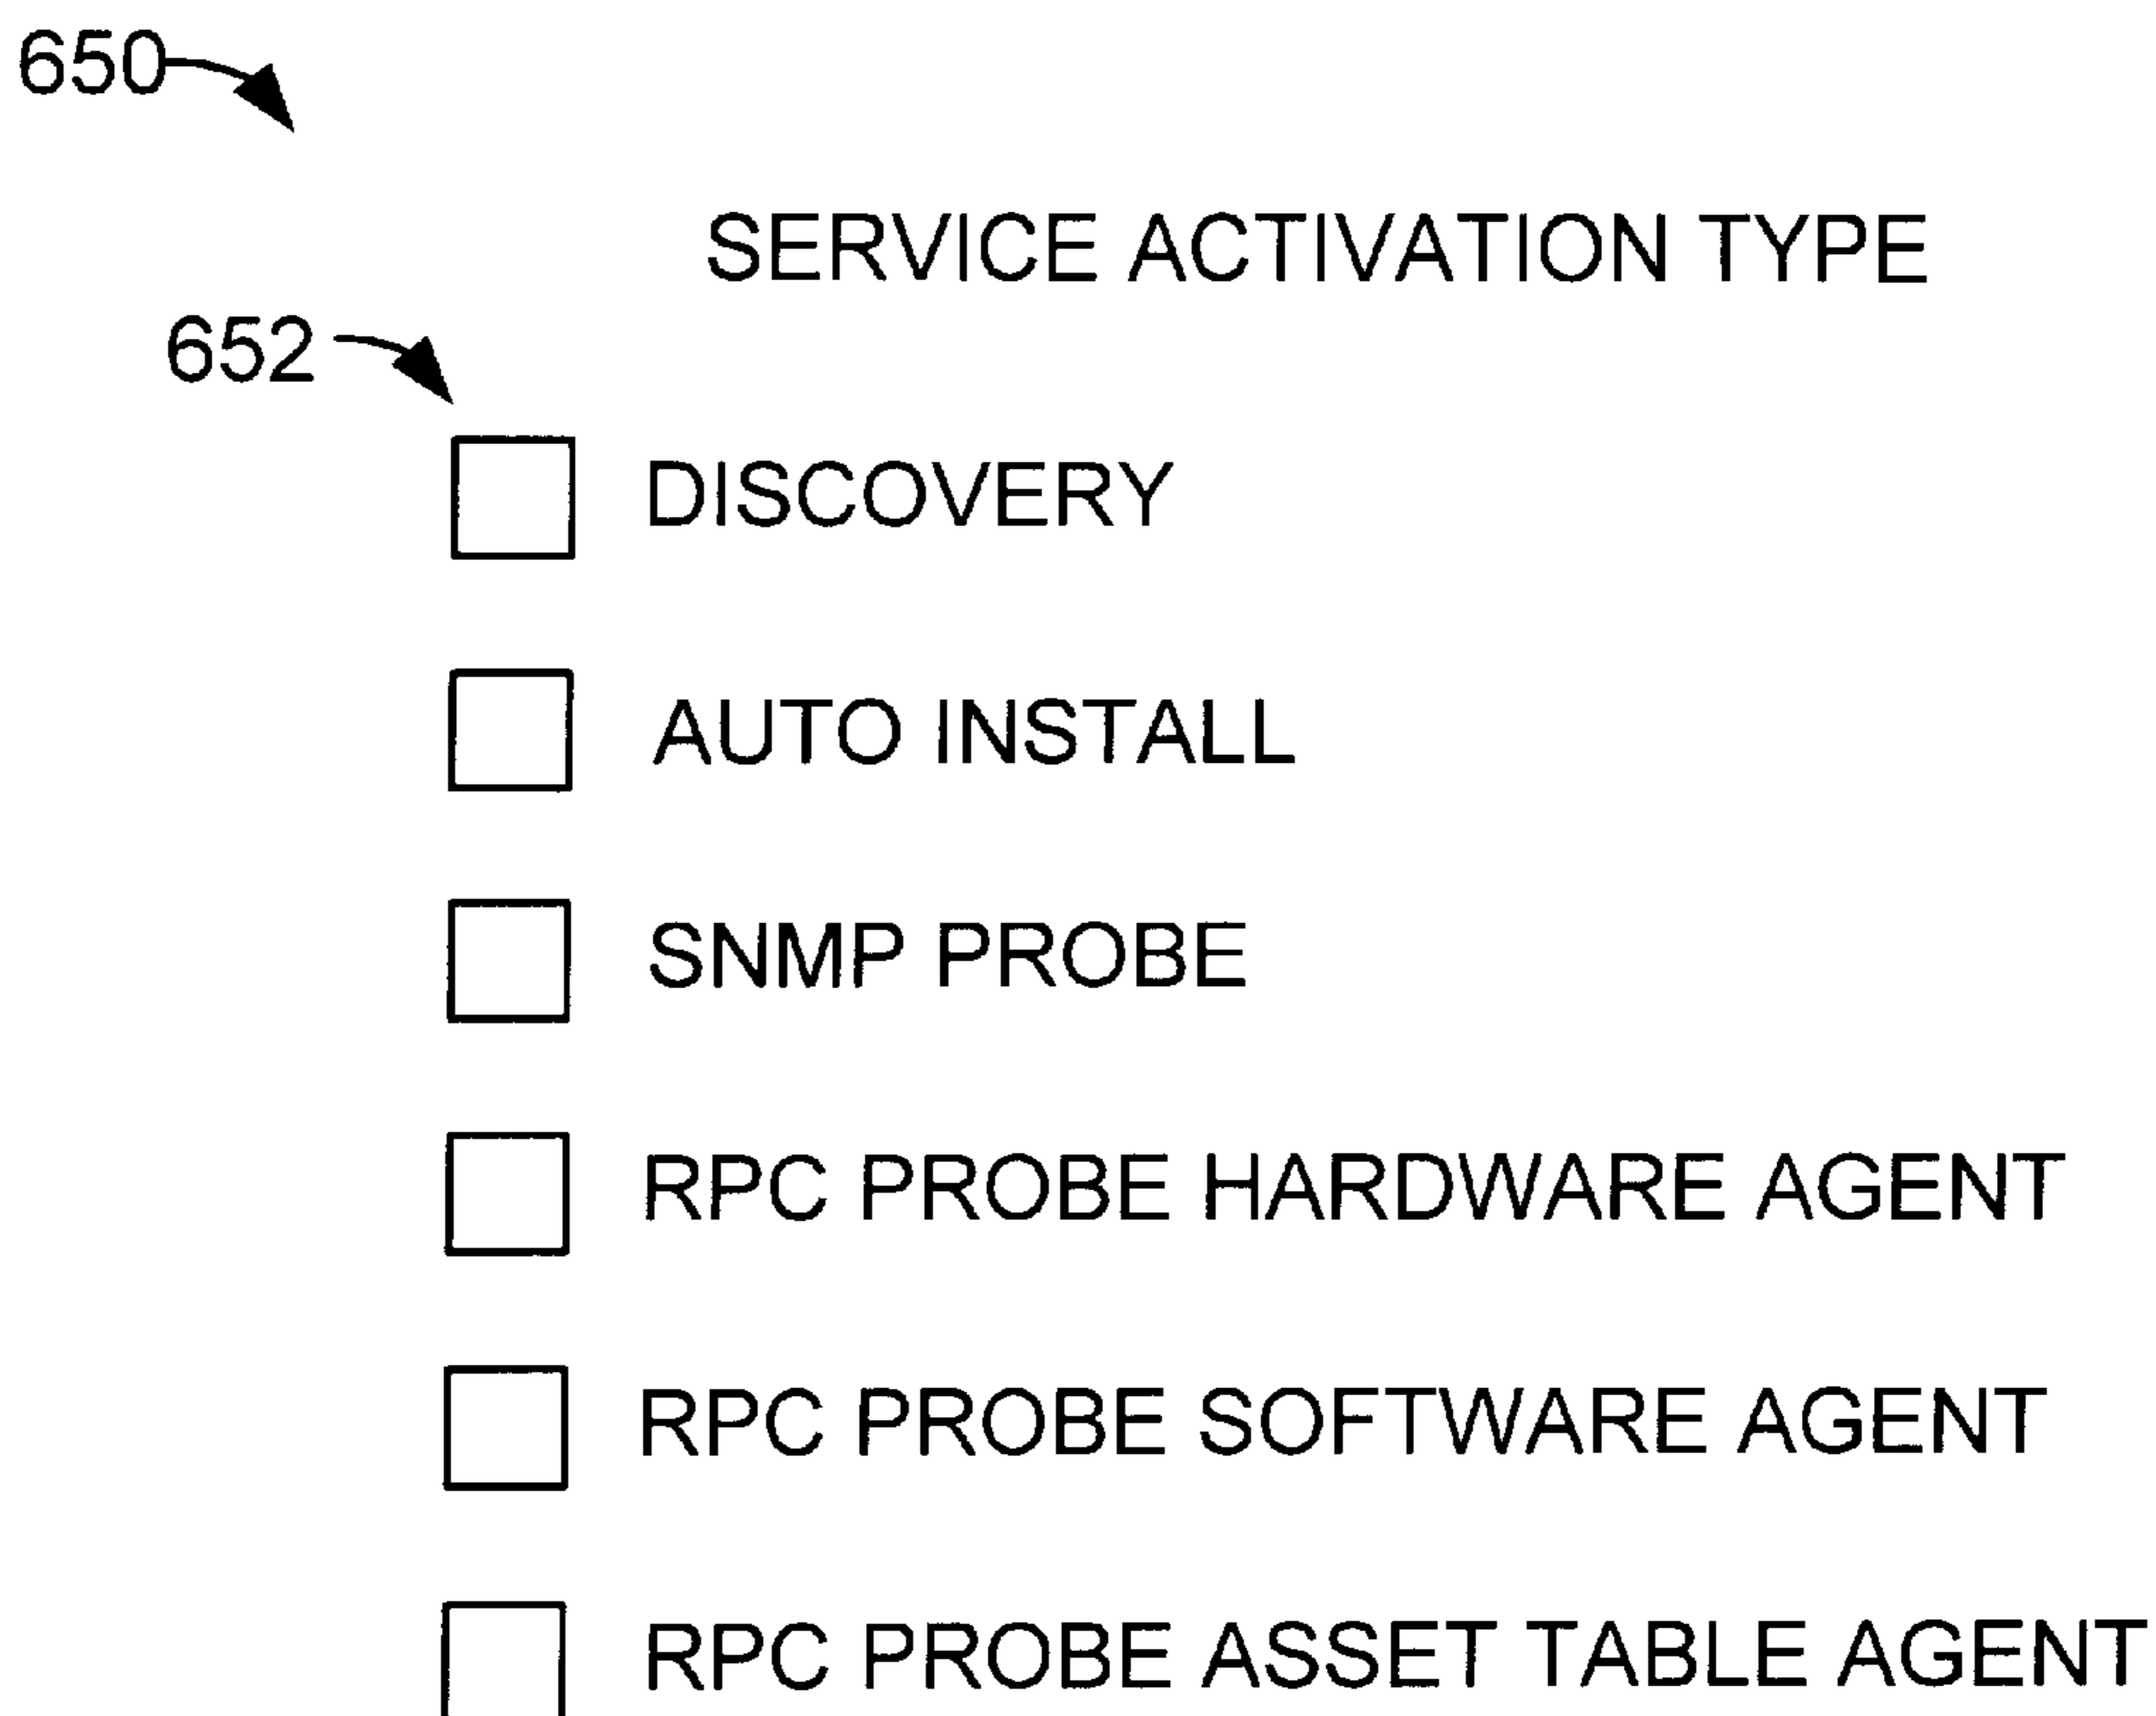 650
SERVICE ACTIVATION TYPE
652
DISCOVERY
AUTO INSTALL
SNMP PROBE
RPC PROBE HARDWARE AGENT
RPC PROBE SOFTWARE AGENT
RPC PROBE ASSET TABLE AGENT